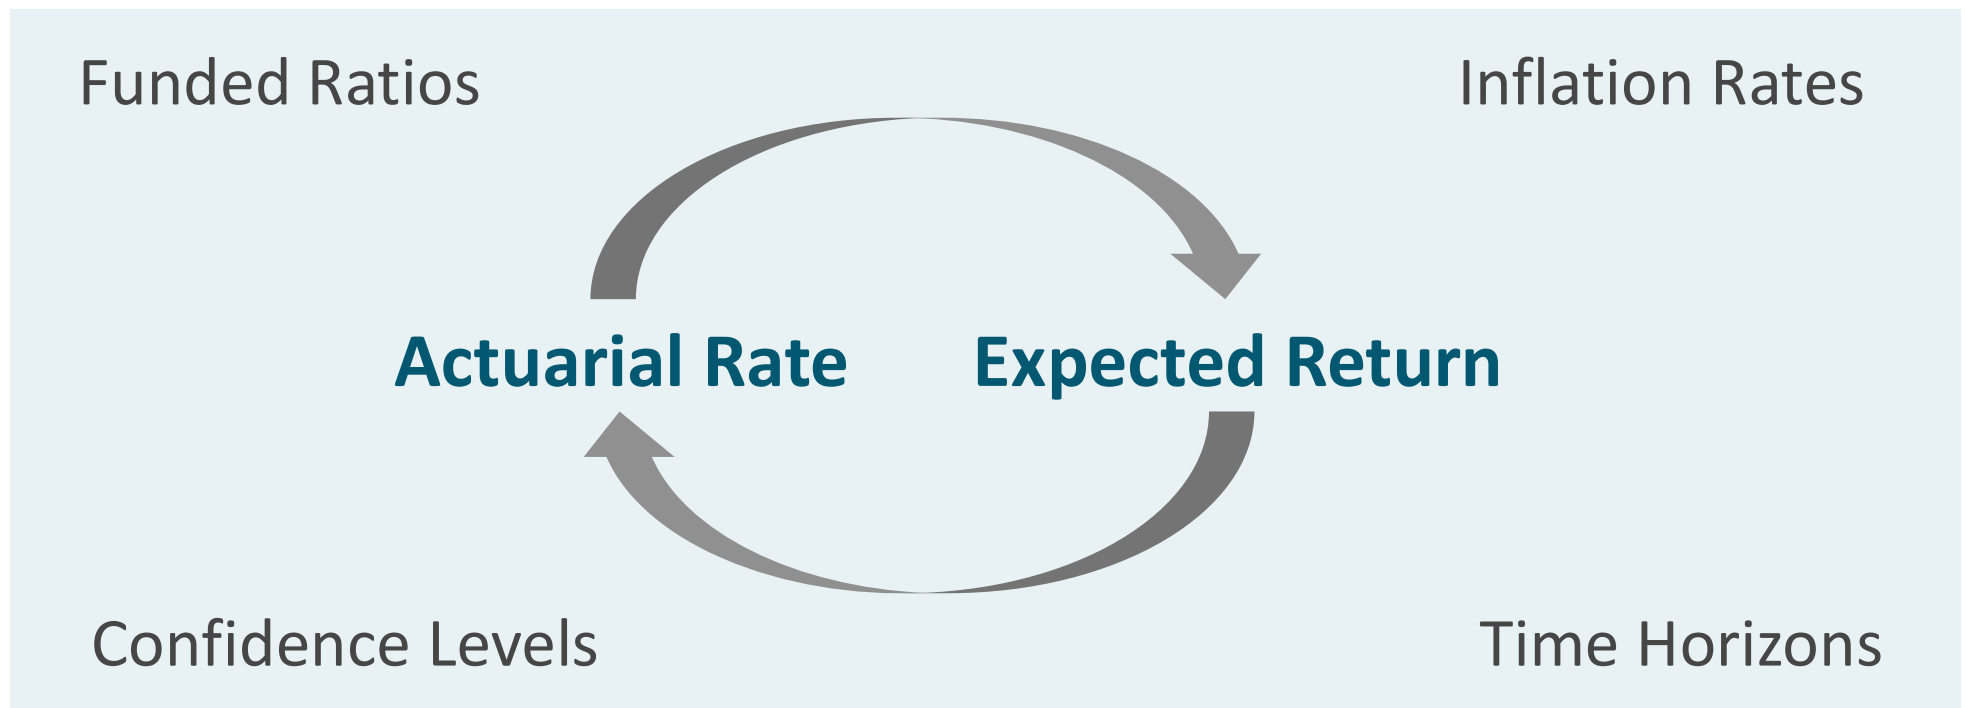 Funded Ratios
Inflation Rates
Actuarial Rate
Expected Return
Confidence Levels
Time Horizons